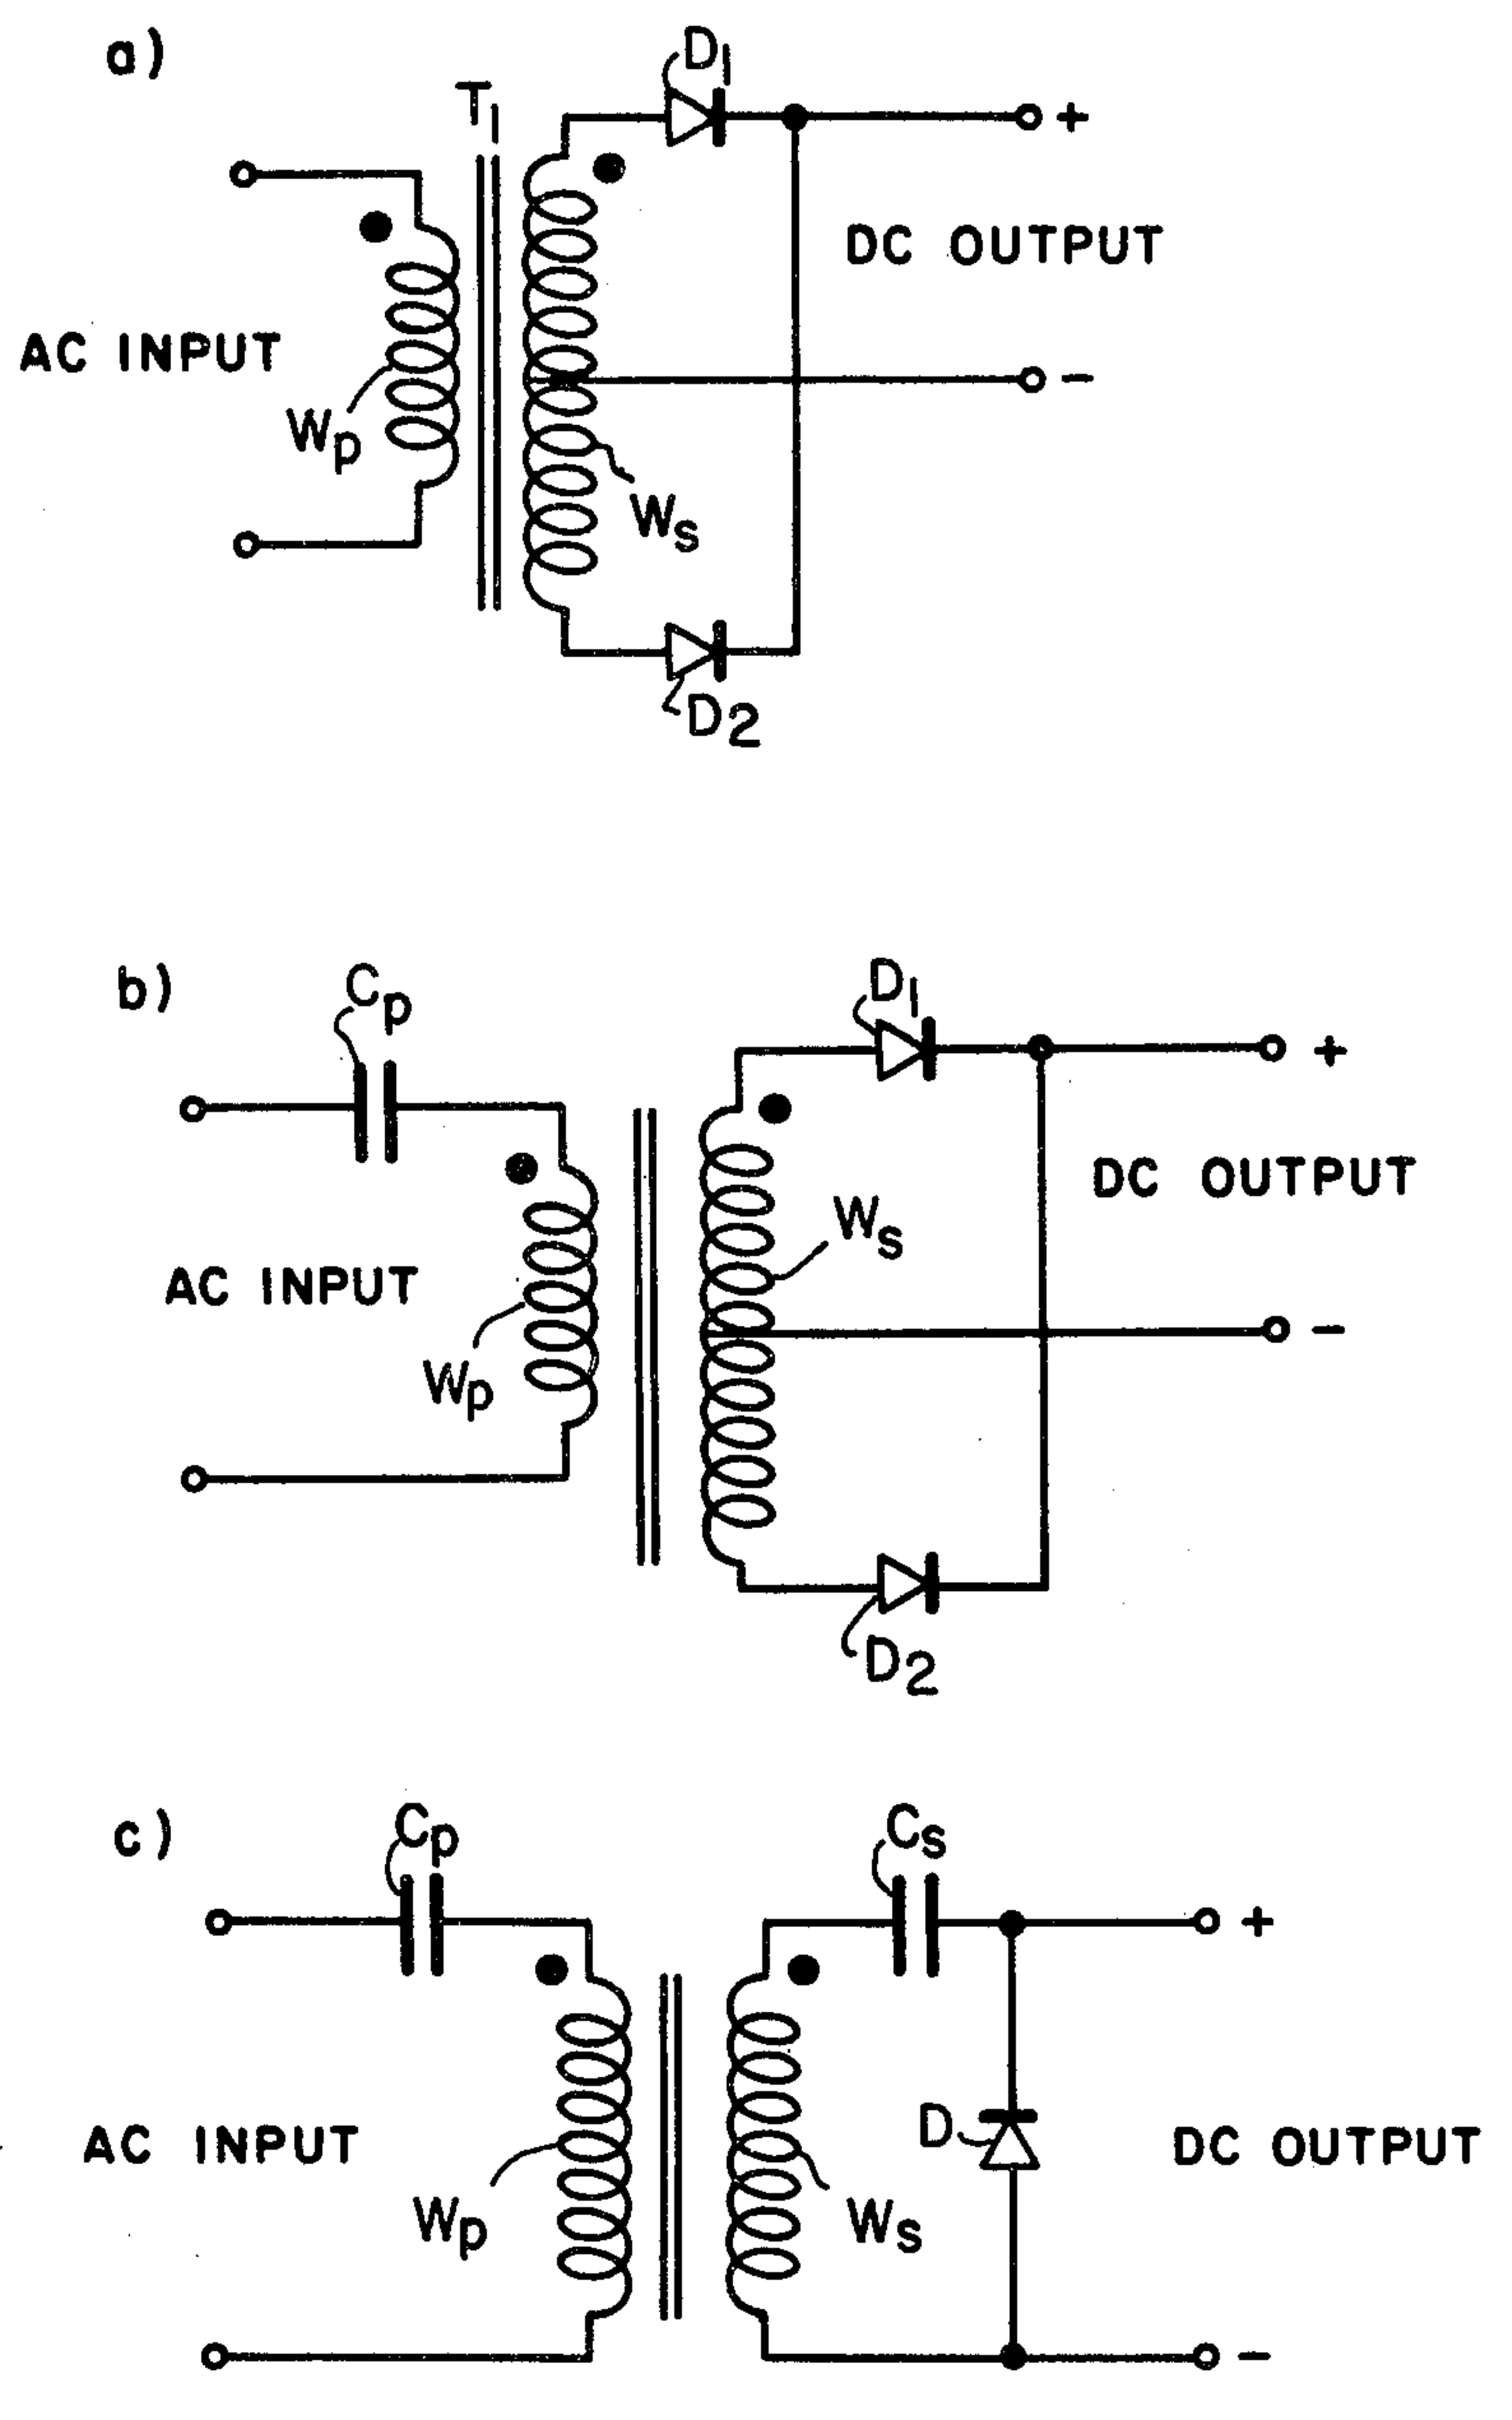 a)
D1
T1
+
DC OUTPUT
AC INPUT
−
Wp
Ws
D2
b)
Cp
D1
+
DC OUTPUT
Ws
AC INPUT
−
Wp
D2
c)
Cp
Cs
+
D
AC INPUT
DC OUTPUT
Wp
Ws
−